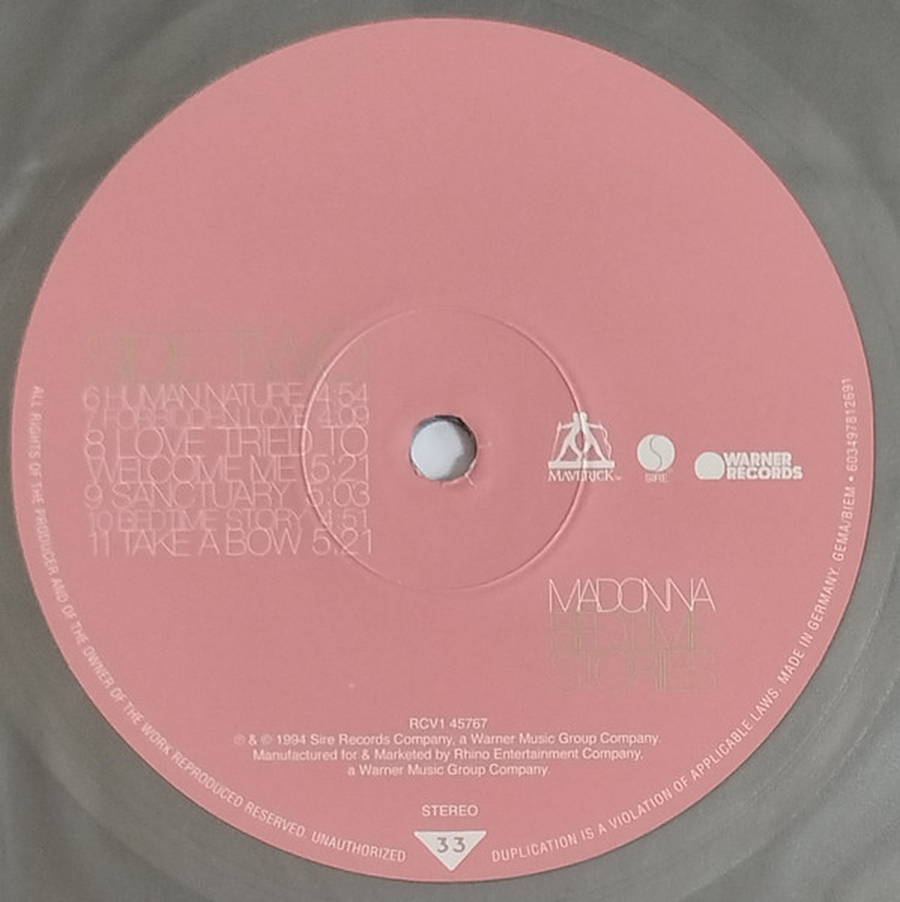 SIDE TWO
6 HUMAN NATURE 4:54
7 FORBIDDEN LOVE 4:09
8 LOVE TRIED TO
WELCOME ME 5:21
9 SANCTUARY 5:03
10 BEDTIME STORY 4:51
11 TAKE A BOW 5:21
MAVERICK™
SIRE
WARNER
RECORDS
MADONNA
BEDTIME
STORIES
RCV1 45767
℗ & © 1994 Sire Records Company, a Warner Music Group Company.
Manufactured for & Marketed by Rhino Entertainment Company,
a Warner Music Group Company.
STEREO
33
ALL RIGHTS OF THE PRODUCER AND OF THE OWNER OF THE WORK REPRODUCED RESERVED. UNAUTHORIZED DUPLICATION IS A VIOLATION OF APPLICABLE LAWS. MADE IN GERMANY. GEMA/BIEM • 603497812691